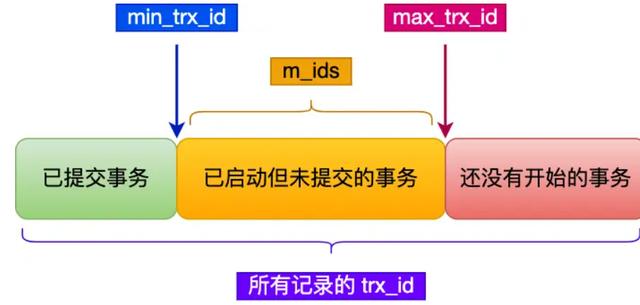 min_trx_id
max_trx_id
m_ids
已提交事务
已启动但未提交的事务
还没有开始的事务
所有记录的 trx_id